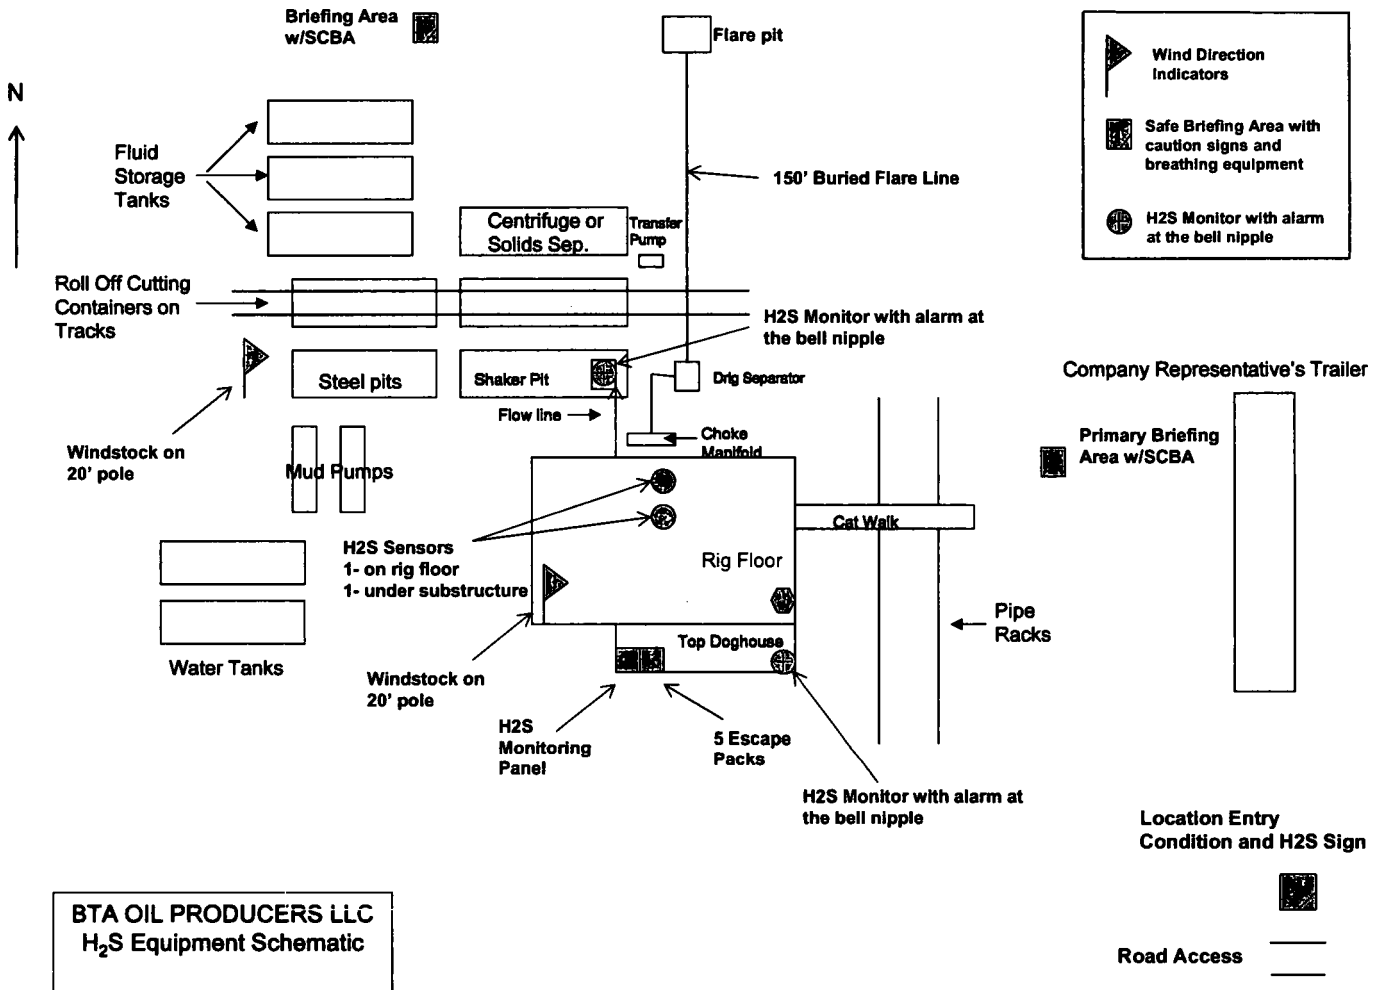 Briefing Area
w/SCBA
Flare pit
N
Wind Direction
Indicators
Safe Briefing Area with
caution signs and
breathing equipment
H2S Monitor with alarm
at the bell nipple
Fluid
Storage
Tanks
150' Buried Flare Line
Centrifuge or
Solids Sep.
Transfer
Pump
Roll Off Cutting
Containers on
Tracks
H2S Monitor with alarm at
the bell nipple
Steel pits
Shaker Pit
Drig Separator
Company Representative's Trailer
Flow line
Choke
Manifold
Primary Briefing
Area w/SCBA
Windstock on
20' pole
Mud Pumps
Cat Walk
H2S Sensors
1- on rig floor
1- under substructure
Rig Floor
Pipe
Racks
Top Doghouse
Water Tanks
Windstock on
20' pole
H2S
Monitoring
Panel
5 Escape
Packs
H2S Monitor with alarm at
the bell nipple
Location Entry
Condition and H2S Sign
BTA OIL PRODUCERS LLC
H₂S Equipment Schematic
Road Access